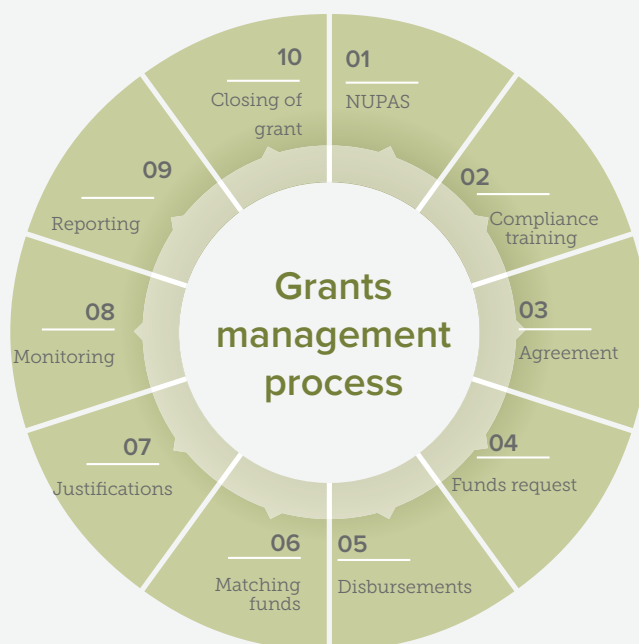 Grants
management
process
01
NUPAS
02
Compliance
training
03
Agreement
04
Funds request
05
Disbursements
06
Matching
funds
07
Justifications
08
Monitoring
09
Reporting
10
Closing of
grant